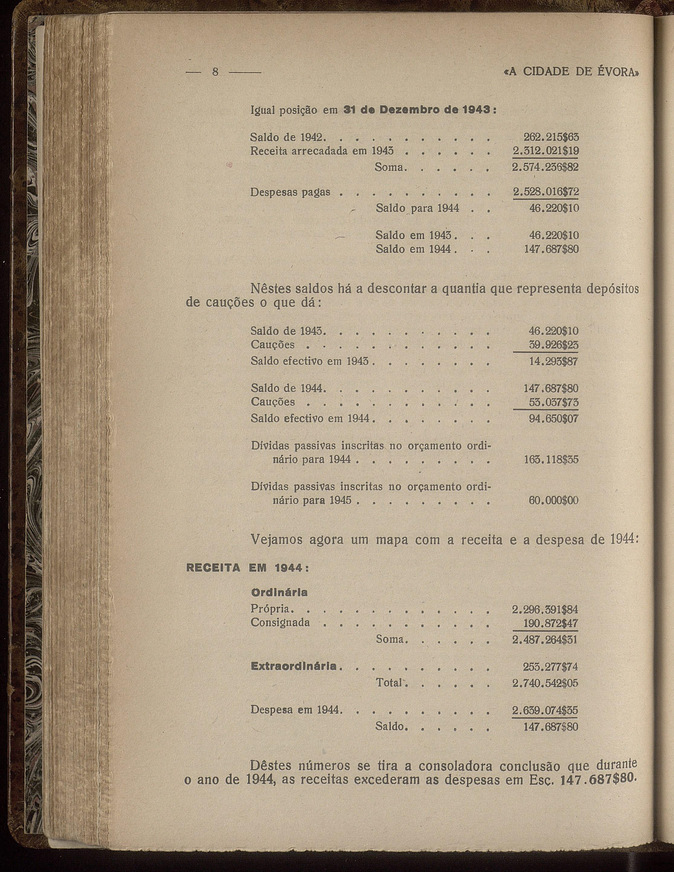 — 8 —— «A CIDADE DE ÉVORA»
Igual posição em 31 de Dezembro de 1943:
Saldo de 1942. . . . . . . . . . . 262.215$63
Receita arrecadada em 1943 . . . . . . 2.312.021$19
Soma. . . . . . 2.574.236$82
Despesas pagas . . . . . . . . . . 2.528.016$72
Saldo para 1944 . . 46.220$10
Saldo em 1943. . . 46.220$10
Saldo em 1944. . . 147.687$80
Nêstes saldos há a descontar a quantia que representa depósitos
de cauções o que dá:
Saldo de 1943. . . . . . . . . . . 46.220$10
Cauções . . . . . . . . . . . . 39.926$23
Saldo efectivo em 1943. . . . . . . . 14.293$87
Saldo de 1944. . . . . . . . . . . 147.687$80
Cauções . . . . . . . . . . . . 53.037$73
Saldo efectivo em 1944. . . . . . . . 94.650$07
Dívidas passivas inscritas no orçamento ordi-
nário para 1944 . . . . . . . . . 163.118$35
Dívidas passivas inscritas no orçamento ordi-
nário para 1945 . . . . . . . . . 60.000$00
Vejamos agora um mapa com a receita e a despesa de 1944:
RECEITA EM 1944:
Ordinária
Própria. . . . . . . . . . . . . 2.296.391$84
Consignada . . . . . . . . . . . 190.872$47
Soma. . . . . . 2.487.264$31
Extraordinária. . . . . . . . . . 253.277$74
Total. . . . . . 2.740.542$05
Despesa em 1944. . . . . . . . . . 2.639.074$35
Saldo. . . . . . 147.687$80
Dêstes números se tira a consoladora conclusão que durante
o ano de 1944, as receitas excederam as despesas em Esc. 147.687$80.